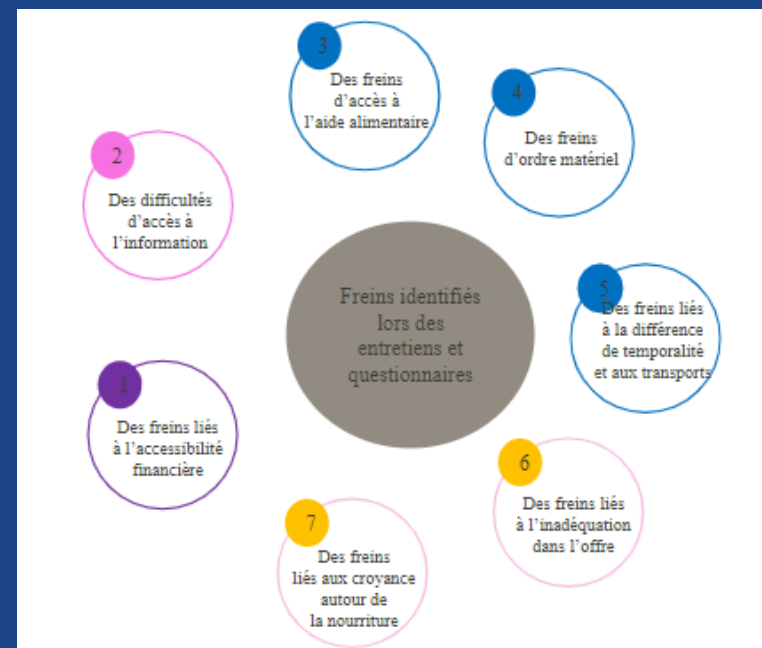 Freins identifiés
lors des
entretiens et
questionnaires
1
Des freins liés
à l'accessibilité
financière
2
Des difficultés
d'accès à
l'information
3
Des freins
d'accès à
l'aide alimentaire
4
Des freins
d'ordre matériel
5
Des freins liés
à la différence
de temporalité
et aux transports
6
Des freins liés
à l'inadéquation
dans l'offre
7
Des freins
liés aux croyance
autour de
la nourriture